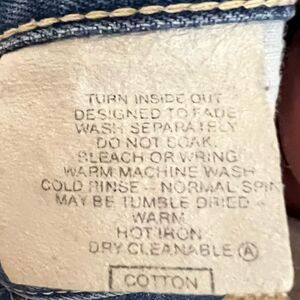 TURN INSIDE OUT
DESIGNED TO FADE
WASH SEPARATELY
DO NOT SOAK,
BLEACH OR WRING
WARM MACHINE WASH
COLD RINSE – NORMAL SPIN
MAY BE TUMBLE DRIED –
WARM
HOT IRON
DRY CLEANABLE Ⓐ
COTTON